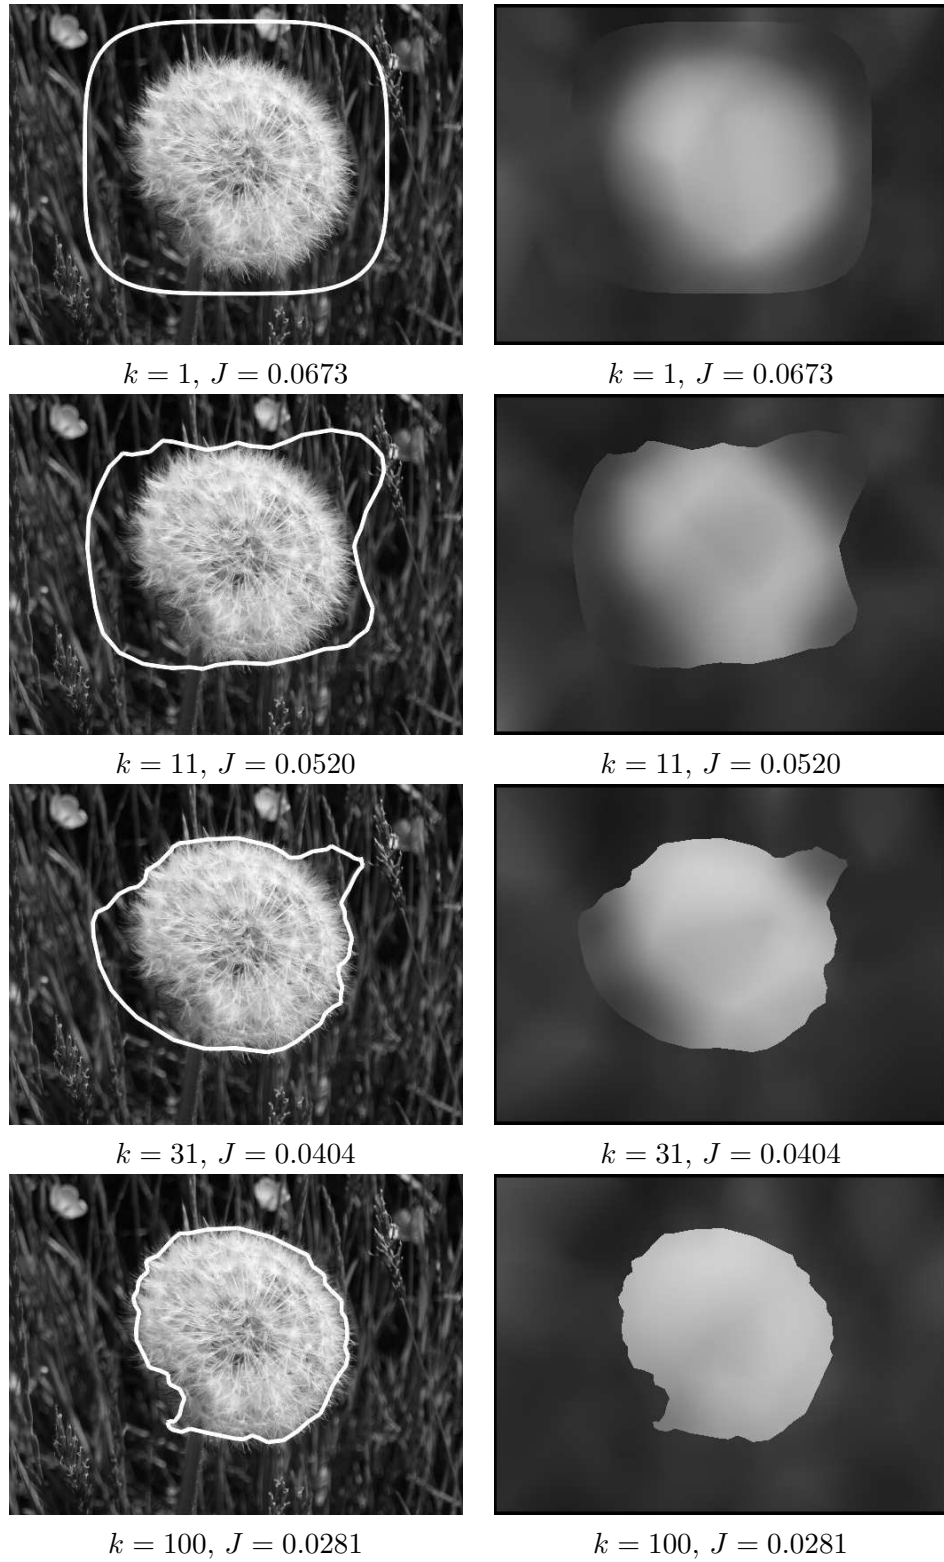 k = 1, J = 0.0673
k = 1, J = 0.0673
k = 11, J = 0.0520
k = 11, J = 0.0520
k = 31, J = 0.0404
k = 31, J = 0.0404
k = 100, J = 0.0281
k = 100, J = 0.0281